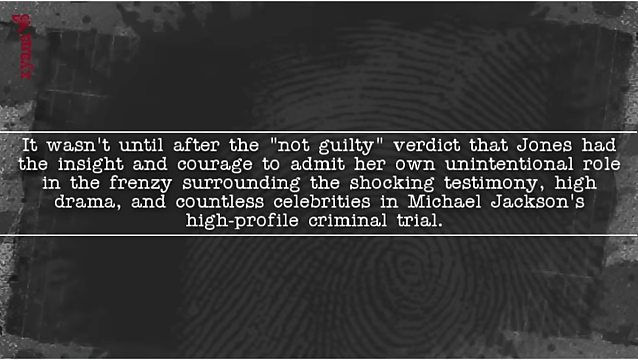 It wasn't until after the "not guilty" verdict that Jones had
the insight and courage to admit her own unintentional role
in the frenzy surrounding the shocking testimony, high
drama, and countless celebrities in Michael Jackson's
high-profile criminal trial.